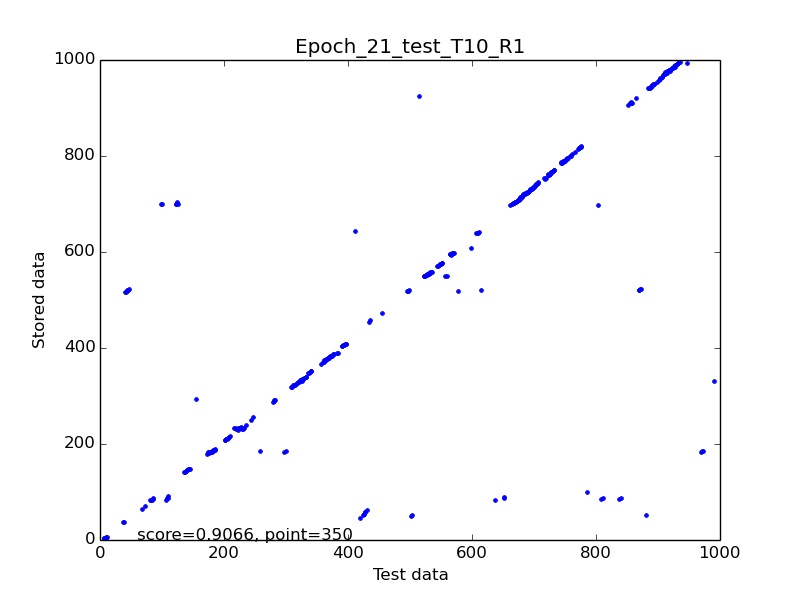 Epoch_21_test_T10_R1
1000
800
600
400
200
0
Stored data
score=0.9066, point=350
0 200 400 600 800 1000
Test data